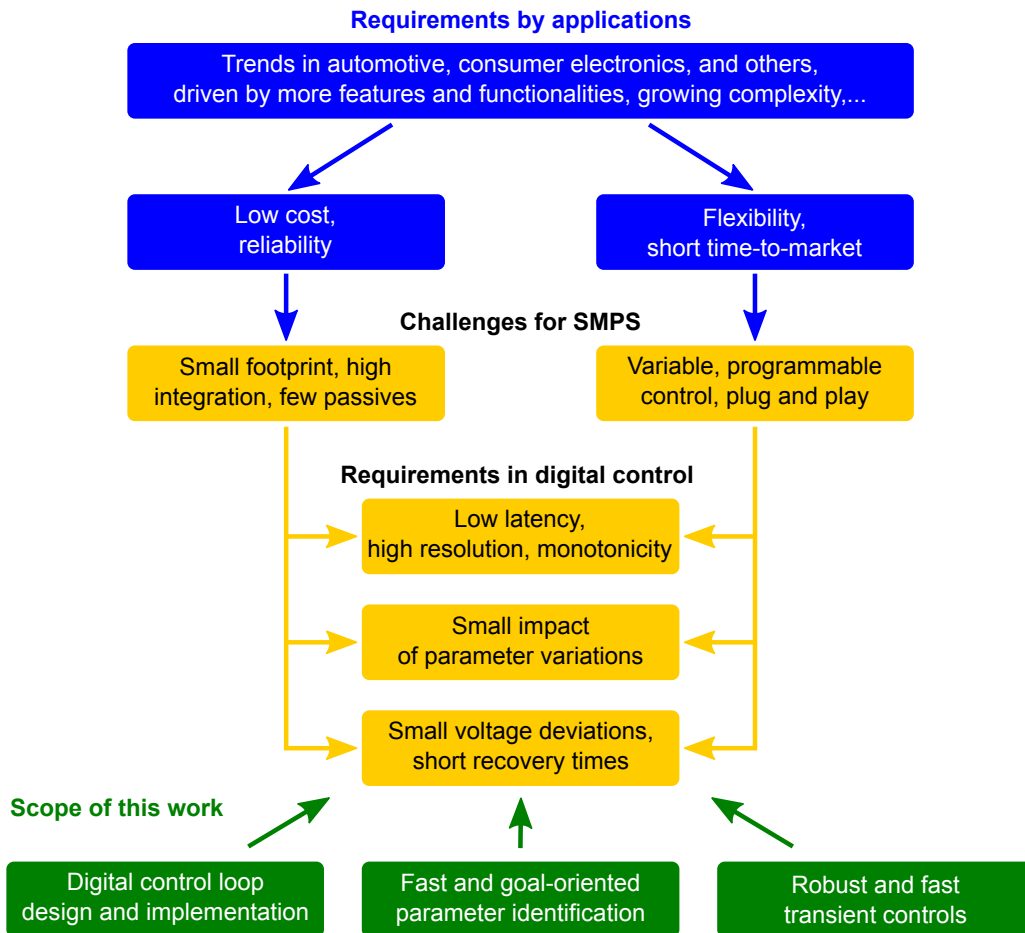 Requirements by applications
Trends in automotive, consumer electronics, and others,
driven by more features and functionalities, growing complexity,...
Low cost,
reliability
Flexibility,
short time-to-market
Challenges for SMPS
Small footprint, high
integration, few passives
Variable, programmable
control, plug and play
Requirements in digital control
Low latency,
high resolution, monotonicity
Small impact
of parameter variations
Small voltage deviations,
short recovery times
Scope of this work
Digital control loop
design and implementation
Fast and goal-oriented
parameter identification
Robust and fast
transient controls